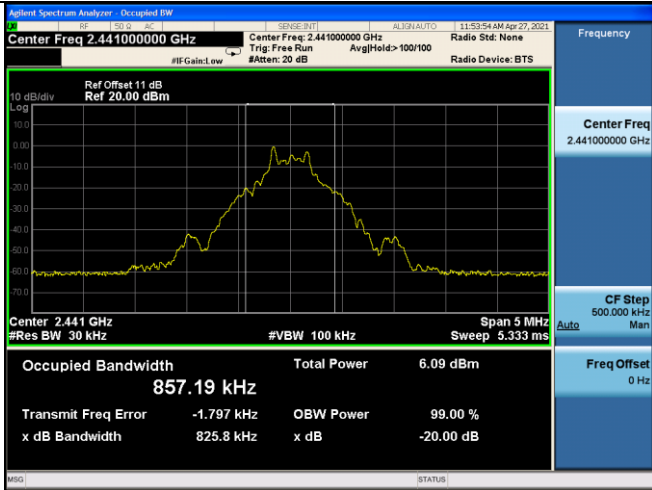 Agilent Spectrum Analyzer - Occupied BW
RF 50 Ω AC SENSE:INT ALIGN AUTO 11:53:54 AM Apr 27, 2021
Center Freq 2.441000000 GHz Center Freq: 2.441000000 GHz Radio Std: None
Trig: Free Run Avg|Hold:> 100/100
#IFGain:Low #Atten: 20 dB Radio Device: BTS
Ref Offset 11 dB
10 dB/div Ref 20.00 dBm
Log
10.0
0.00
-10.0
-20.0
-30.0
-40.0
-50.0
-60.0
-70.0
Center 2.441 GHz Span 5 MHz
#Res BW 30 kHz #VBW 100 kHz Sweep 5.333 ms
Occupied Bandwidth Total Power 6.09 dBm
857.19 kHz
Transmit Freq Error -1.797 kHz OBW Power 99.00 %
x dB Bandwidth 825.8 kHz x dB -20.00 dB
MSG STATUS
Frequency
Center Freq
2.441000000 GHz
CF Step
500.000 kHz
Auto Man
Freq Offset
0 Hz